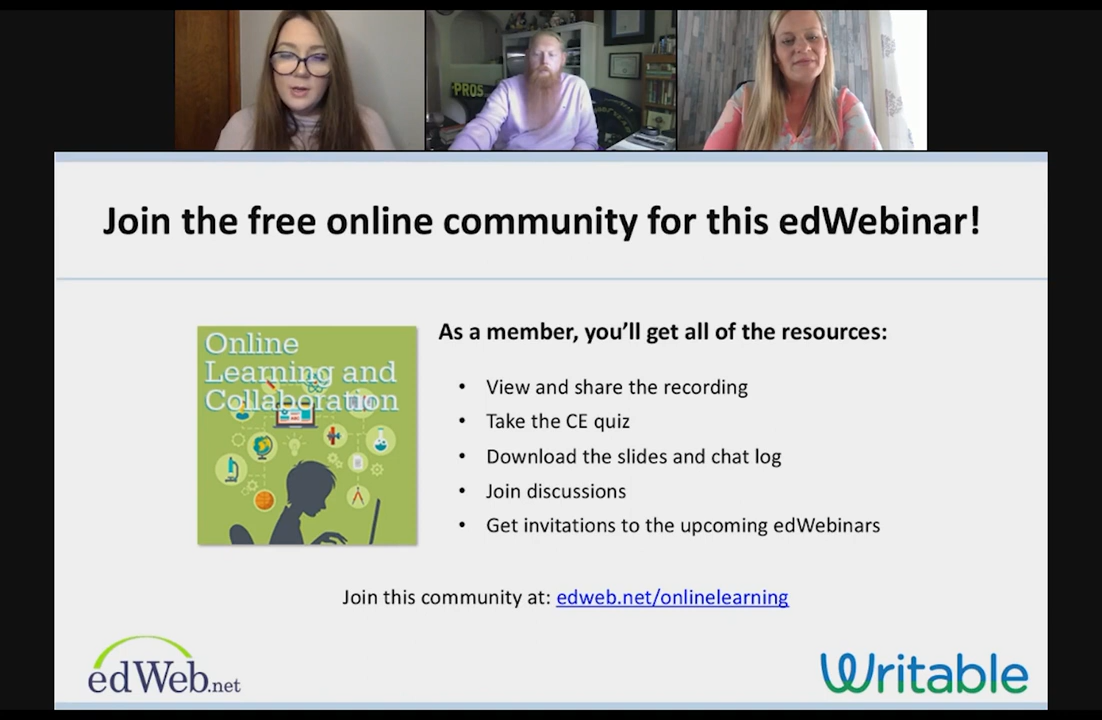 PROS
Join the free online community for this edWebinar!
Online
Learning and
Collaboration
As a member, you'll get all of the resources:
• View and share the recording
• Take the CE quiz
• Download the slides and chat log
• Join discussions
• Get invitations to the upcoming edWebinars
Join this community at: edweb.net/onlinelearning
edWeb.net
Writable